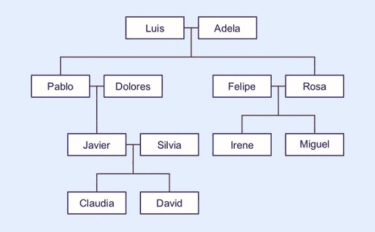 Luis Adela
Pablo Dolores Felipe Rosa
Javier Silvia Irene Miguel
Claudia David